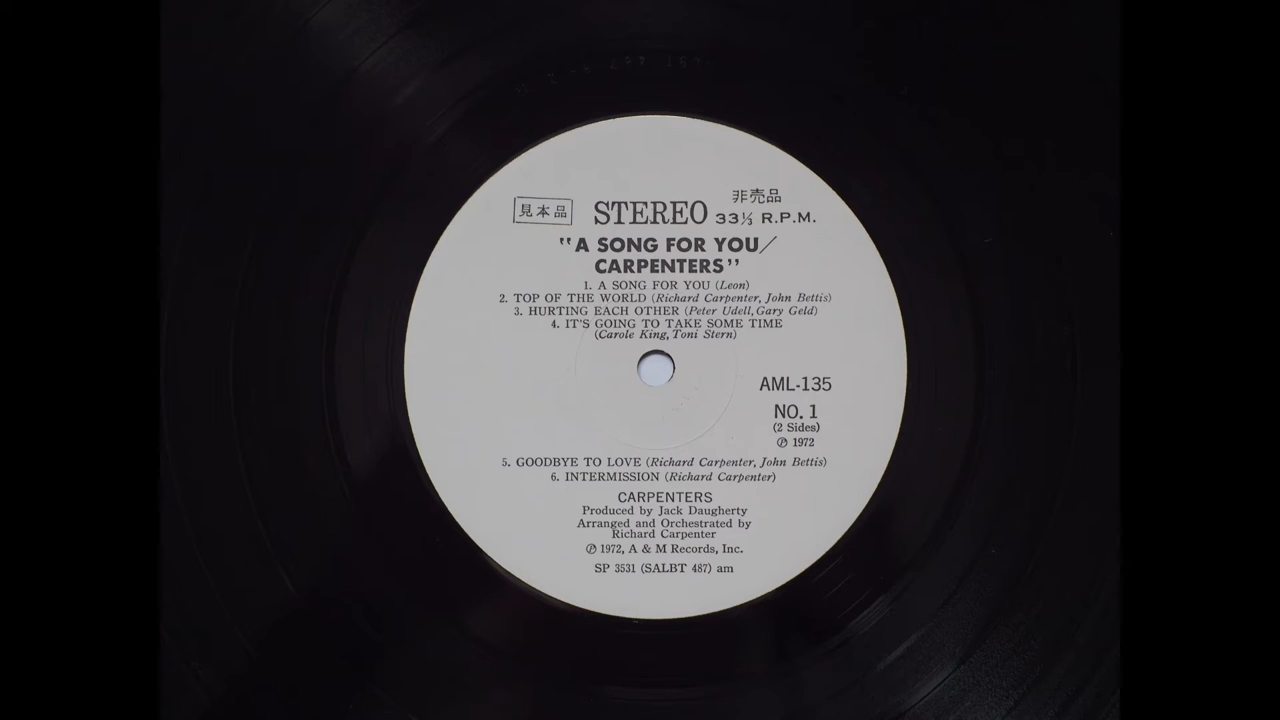 非売品
見本品 STEREO 33⅓ R.P.M.
"A SONG FOR YOU/
CARPENTERS"
1. A SONG FOR YOU (Leon)
2. TOP OF THE WORLD (Richard Carpenter, John Bettis)
3. HURTING EACH OTHER (Peter Udell, Gary Geld)
4. IT'S GOING TO TAKE SOME TIME
(Carole King, Toni Stern)
AML-135
NO. 1
(2 Sides)
Ⓟ 1972
5. GOODBYE TO LOVE (Richard Carpenter, John Bettis)
6. INTERMISSION (Richard Carpenter)
CARPENTERS
Produced by Jack Daugherty
Arranged and Orchestrated by
Richard Carpenter
Ⓟ 1972, A & M Records, Inc.
SP 3531 (SALBT 487) am